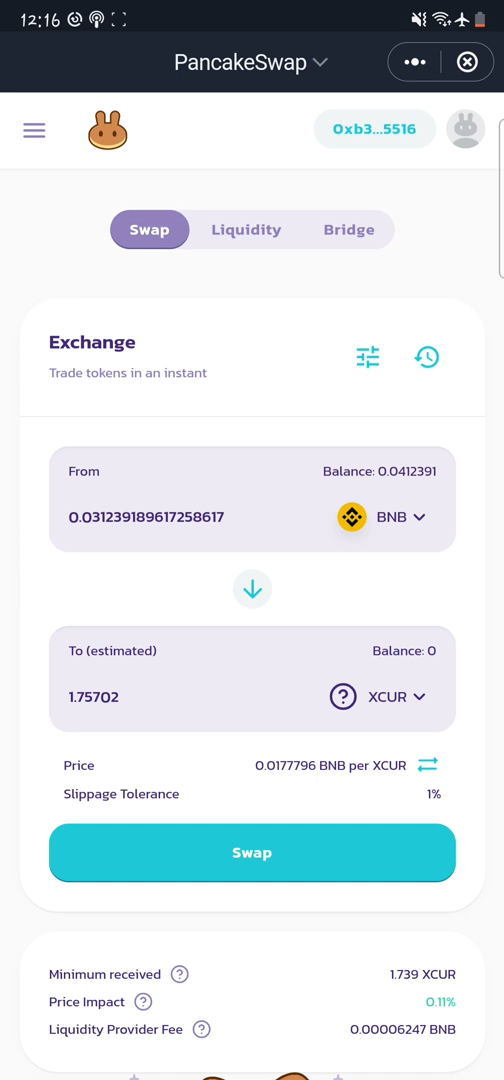 12:16
PancakeSwap
0xb3...5516
Swap Liquidity Bridge
Exchange
Trade tokens in an instant
From Balance: 0.0412391
0.031239189617258617 BNB
To (estimated) Balance: 0
1.75702 ? XCUR
Price 0.0177796 BNB per XCUR
Slippage Tolerance 1%
Swap
Minimum received ? 1.739 XCUR
Price Impact ? 0.11%
Liquidity Provider Fee ? 0.00006247 BNB